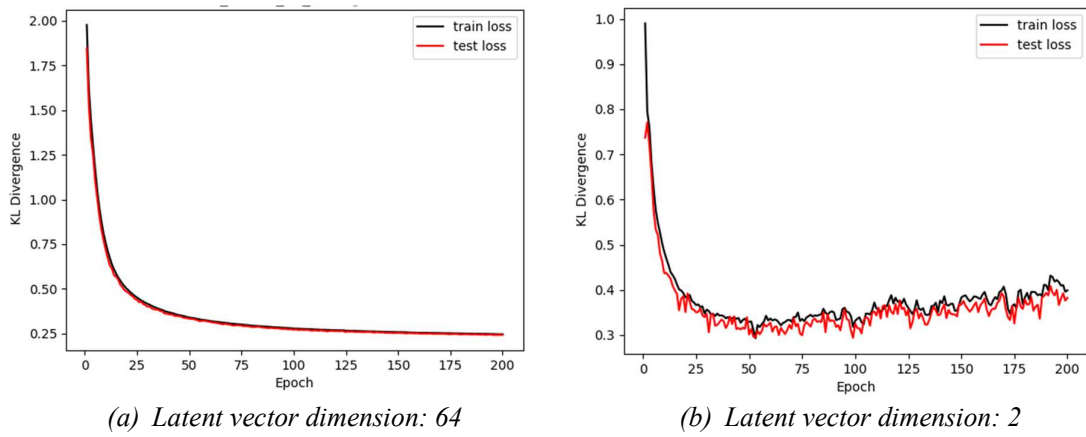 2.00
1.75
1.50
1.25
1.00
0.75
0.50
0.25
KL Divergence
train loss
test loss
0 25 50 75 100 125 150 175 200
Epoch
(a) Latent vector dimension: 64
1.0
0.9
0.8
0.7
0.6
0.5
0.4
0.3
KL Divergence
train loss
test loss
0 25 50 75 100 125 150 175 200
Epoch
(b) Latent vector dimension: 2